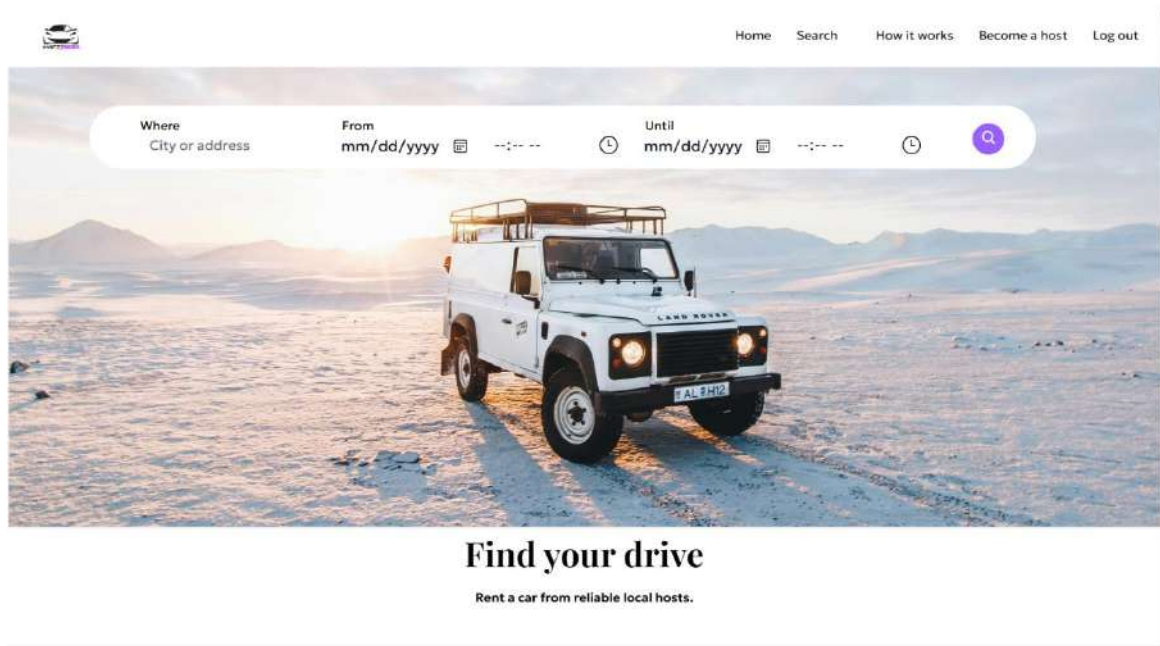 Home Search How it works Become a host Log out
Where From Until
City or address mm/dd/yyyy --:-- -- mm/dd/yyyy --:-- --
LAND ROVER
Find your drive
Rent a car from reliable local hosts.